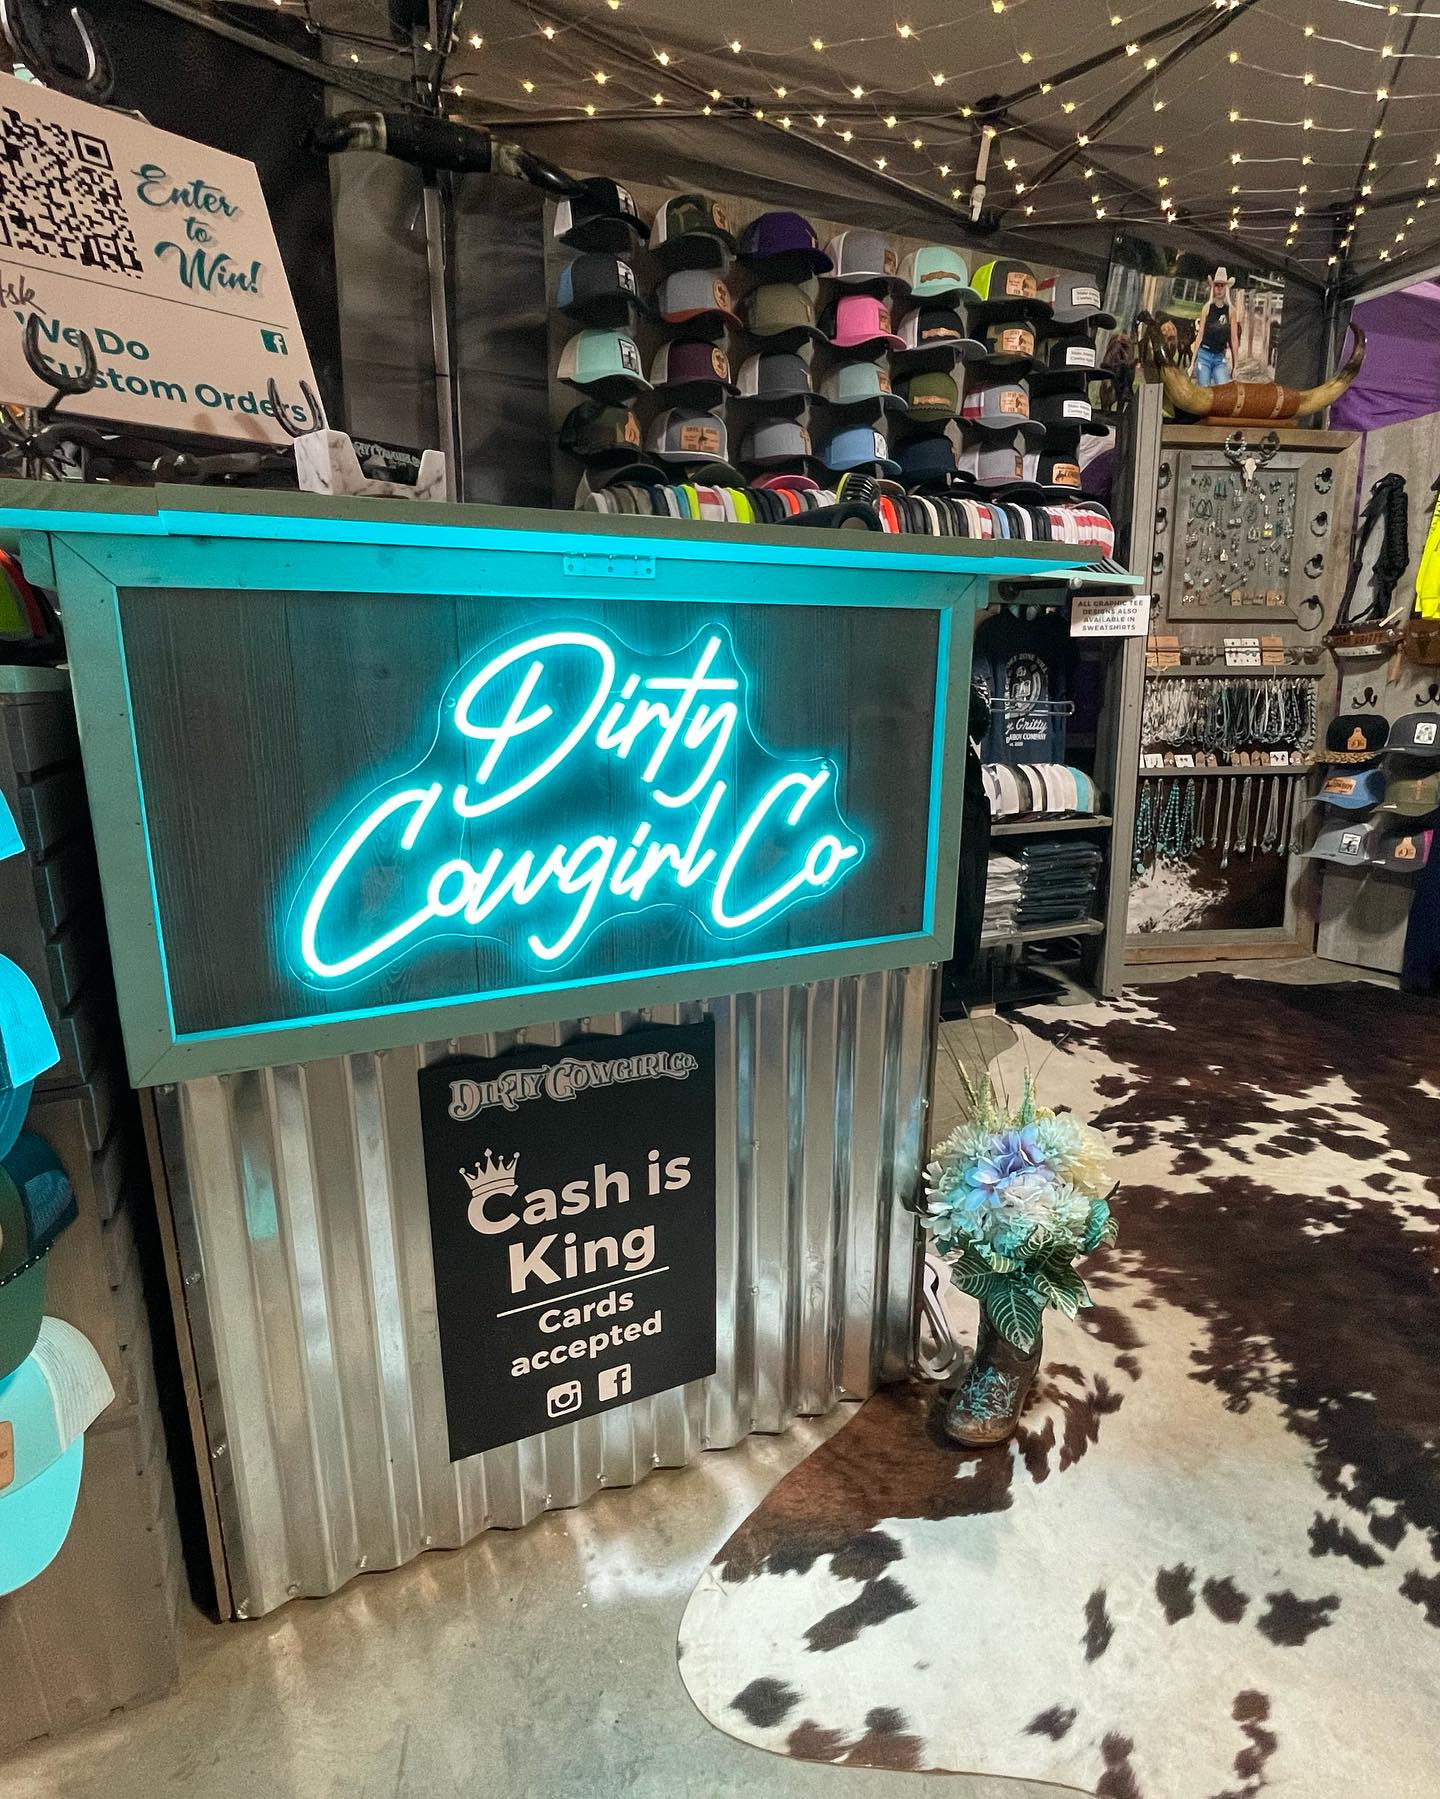 Enter
to
Win!
We Do
Custom Orders
ALL GRAPHIC TEE
DESIGNS ALSO
AVAILABLE IN
SWEATSHIRTS
Dirty
Cowgirl Co
Gritty
DIRTY COWGIRL CO.
Cash is
King
Cards
accepted